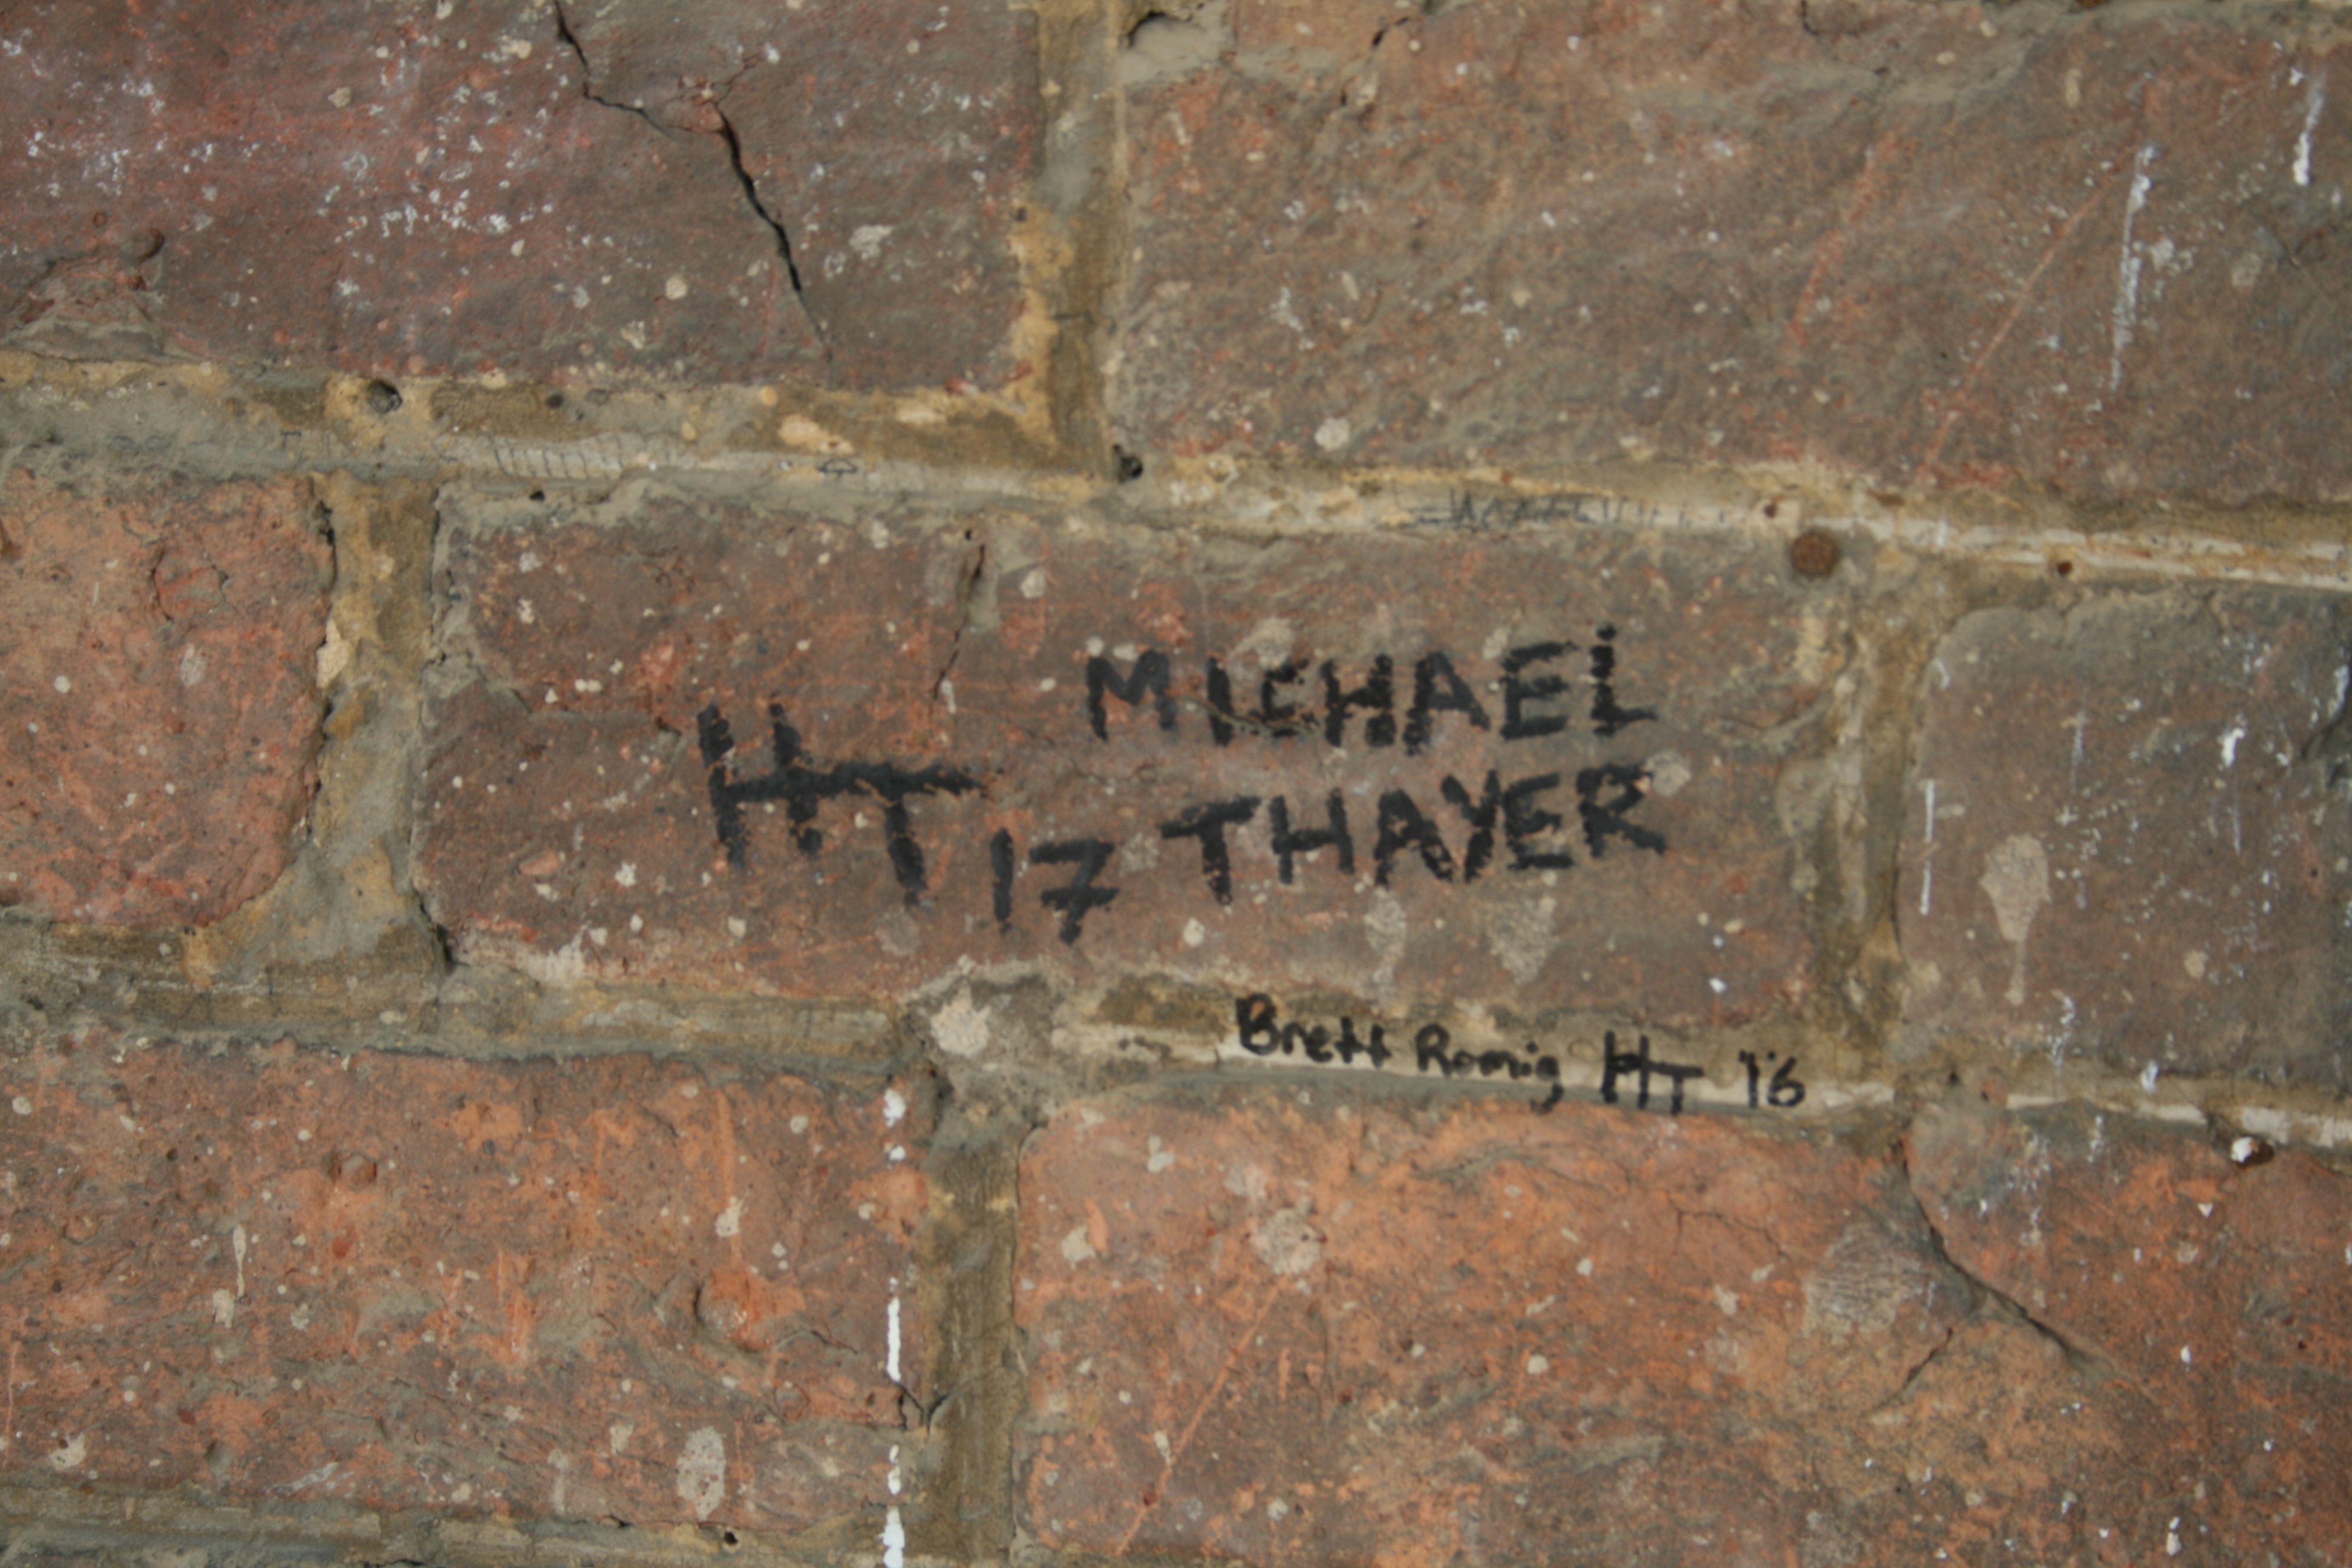 MICHAEL
HT 17 THAYER
Brett Romig HT '16